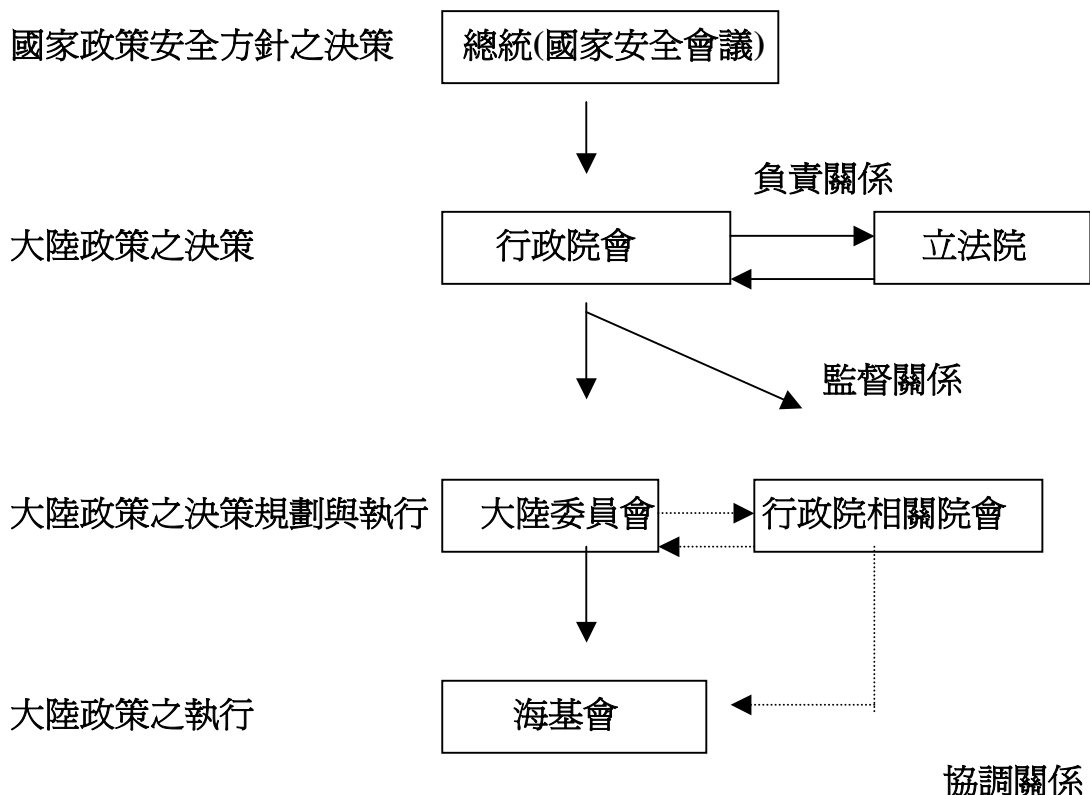 國家政策安全方針之決策 總統(國家安全會議)
負責關係
大陸政策之決策 行政院會 立法院
監督關係
大陸政策之決策規劃與執行 大陸委員會 行政院相關院會
大陸政策之執行 海基會
協調關係